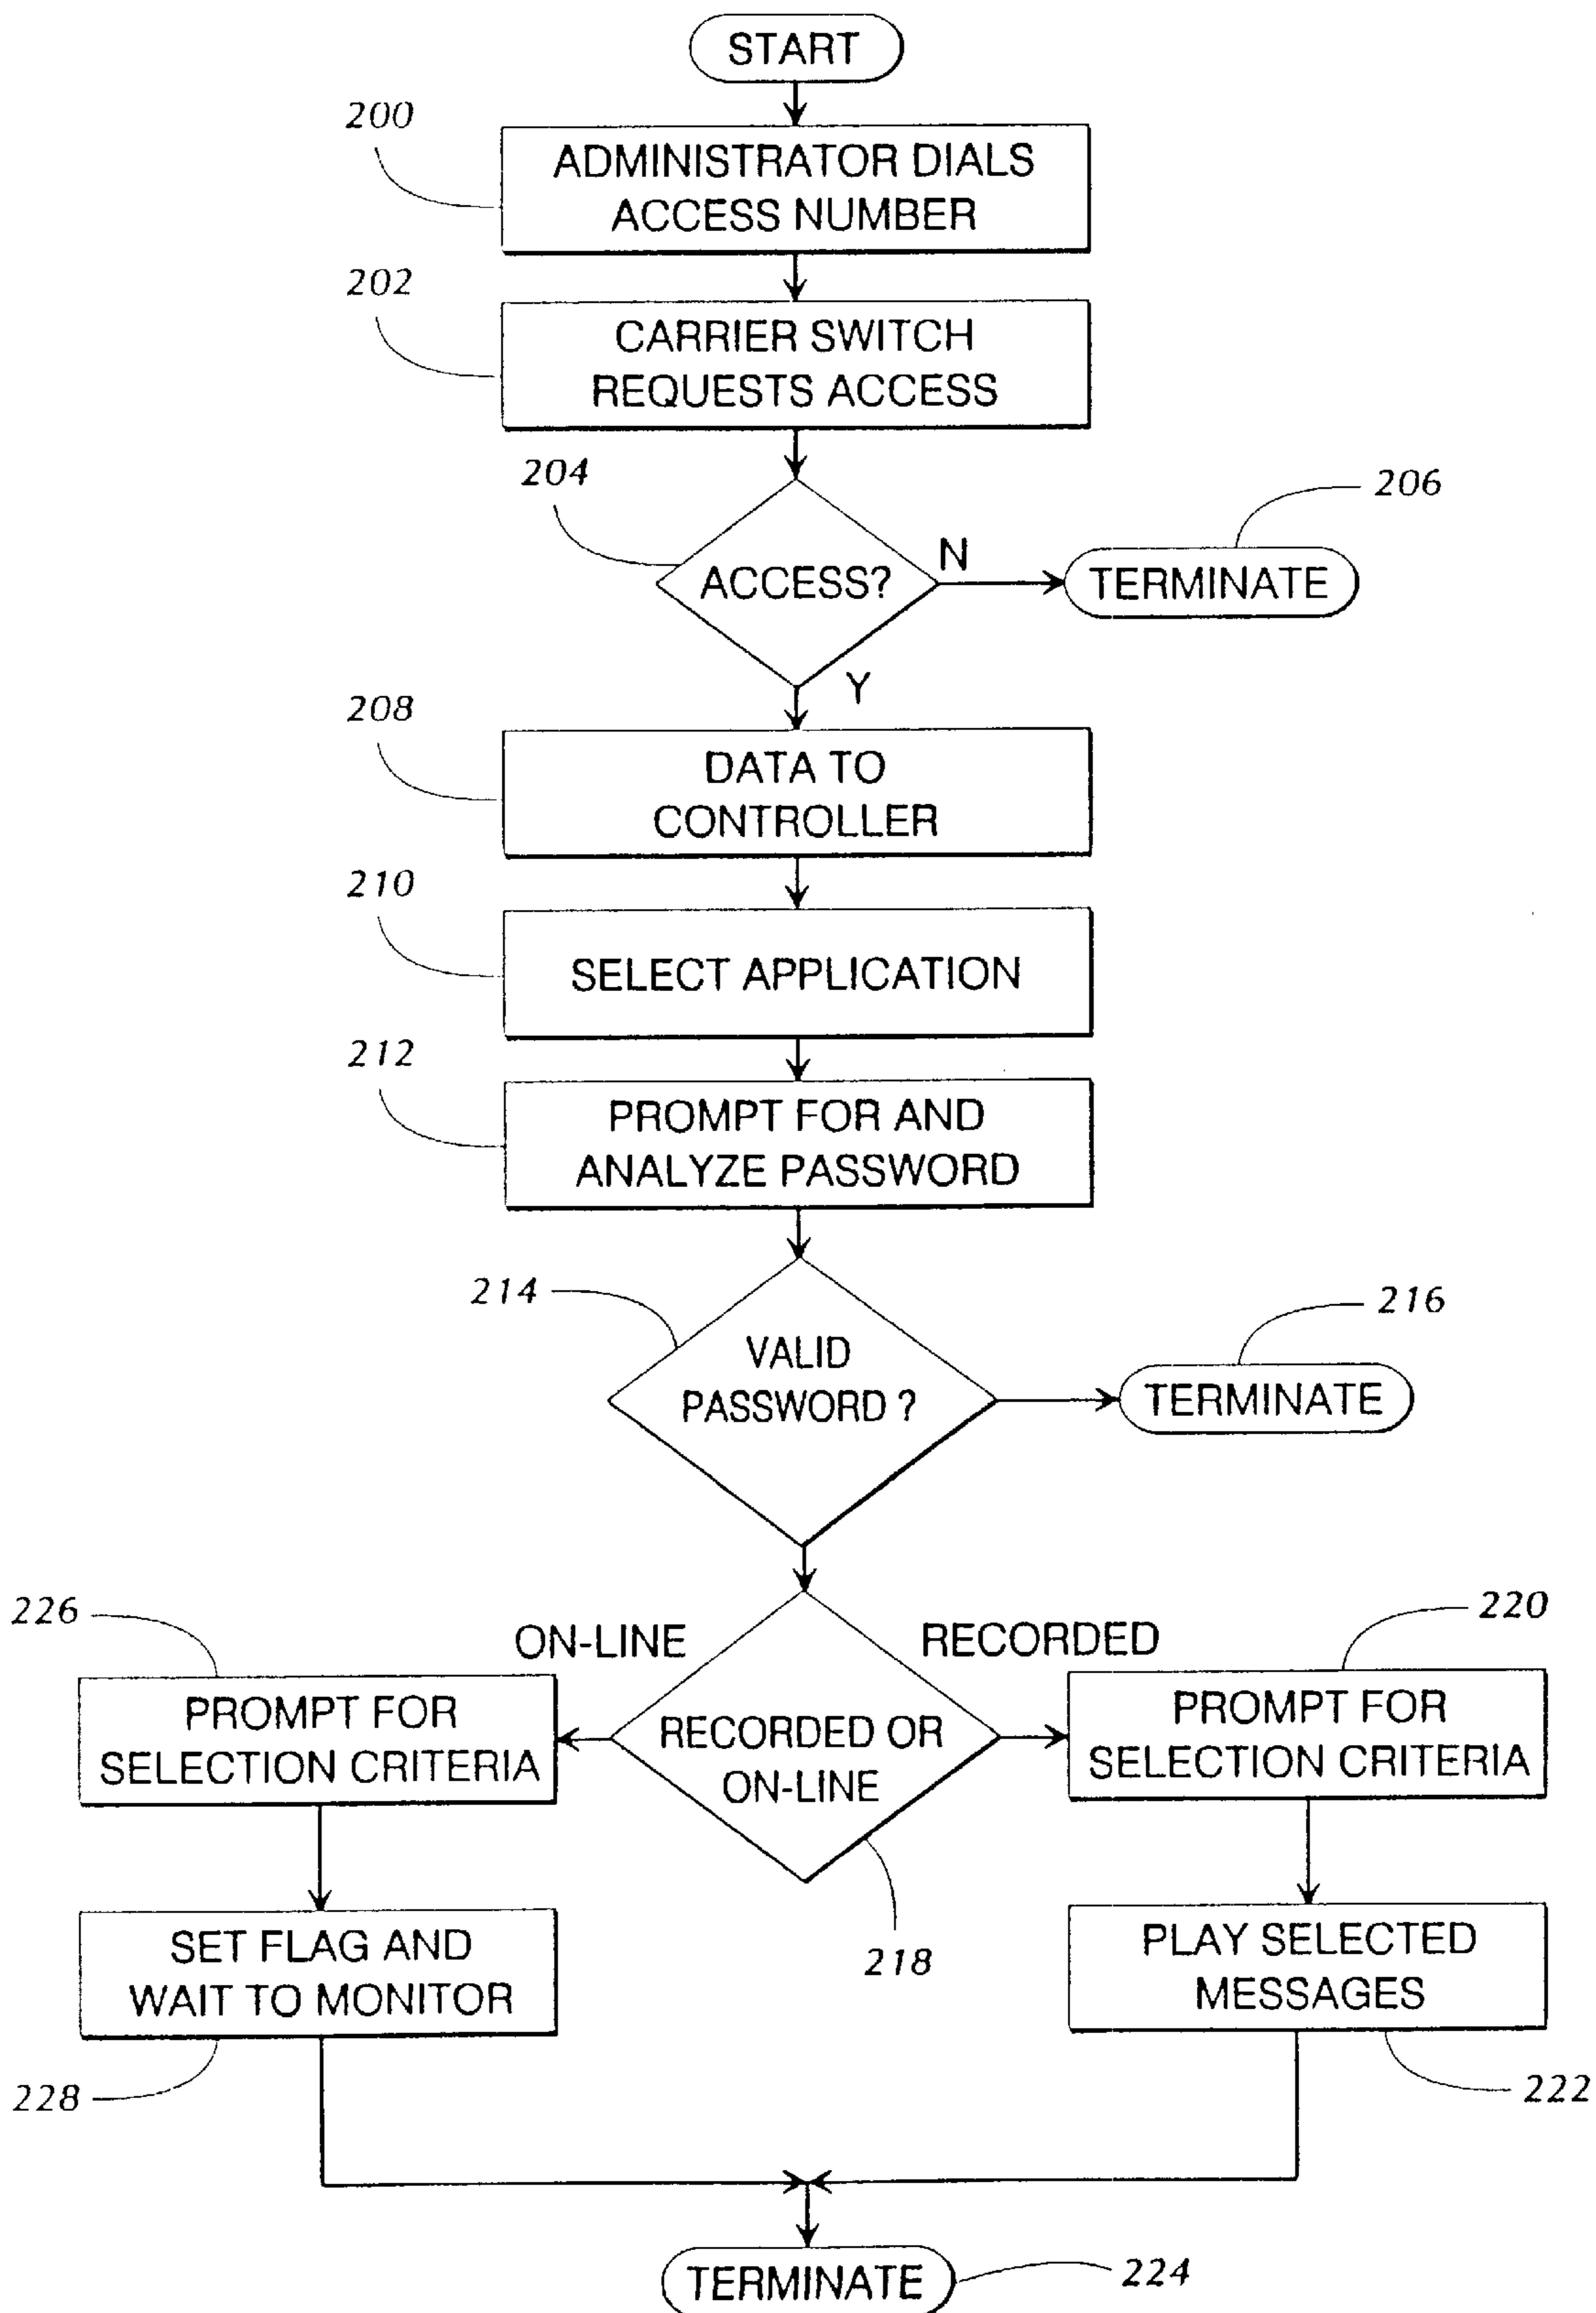 START
200
ADMINISTRATOR DIALS
ACCESS NUMBER
202
CARRIER SWITCH
REQUESTS ACCESS
204
206
ACCESS?
N
TERMINATE
Y
208
DATA TO
CONTROLLER
210
SELECT APPLICATION
212
PROMPT FOR AND
ANALYZE PASSWORD
214
216
VALID
PASSWORD ?
TERMINATE
226
220
ON-LINE
RECORDED
PROMPT FOR
SELECTION CRITERIA
RECORDED OR
ON-LINE
PROMPT FOR
SELECTION CRITERIA
218
SET FLAG AND
WAIT TO MONITOR
PLAY SELECTED
MESSAGES
228
222
TERMINATE
224